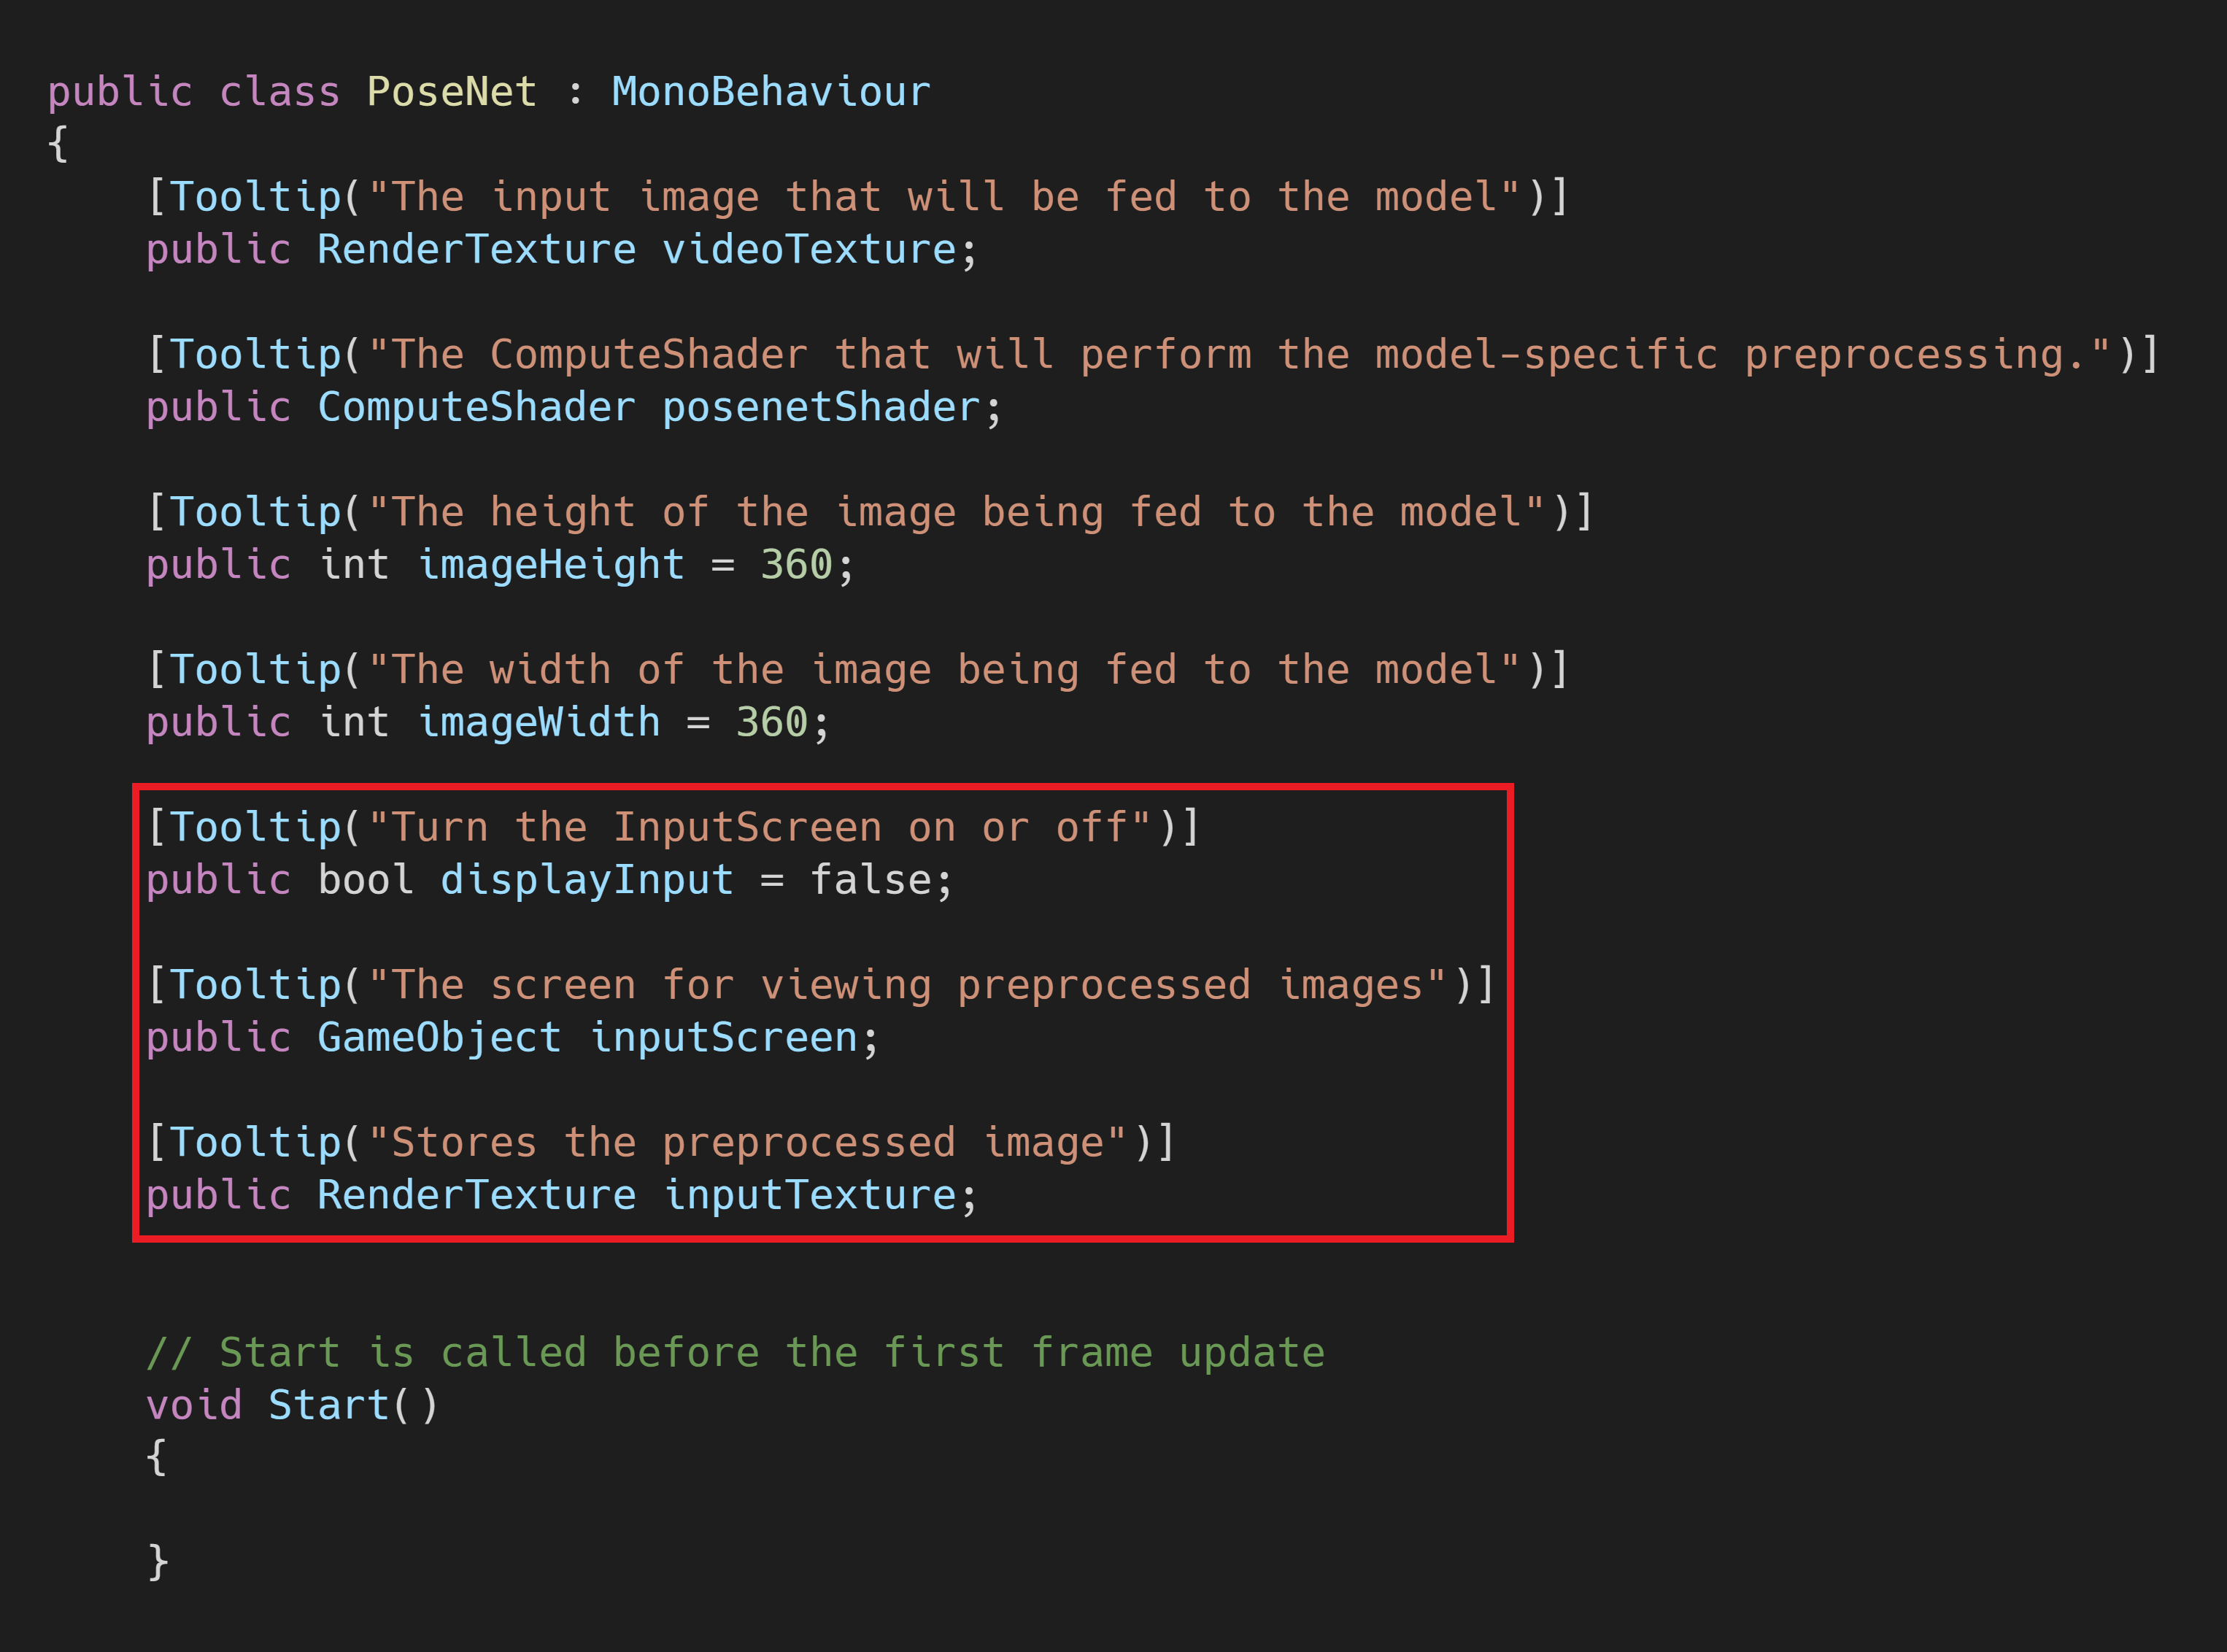 public class PoseNet : MonoBehaviour
{
    [Tooltip("The input image that will be fed to the model")]
    public RenderTexture videoTexture;

    [Tooltip("The ComputeShader that will perform the model-specific preprocessing.")]
    public ComputeShader posenetShader;

    [Tooltip("The height of the image being fed to the model")]
    public int imageHeight = 360;

    [Tooltip("The width of the image being fed to the model")]
    public int imageWidth = 360;

    [Tooltip("Turn the InputScreen on or off")]
    public bool displayInput = false;

    [Tooltip("The screen for viewing preprocessed images")]
    public GameObject inputScreen;

    [Tooltip("Stores the preprocessed image")]
    public RenderTexture inputTexture;


    // Start is called before the first frame update
    void Start()
    {

    }